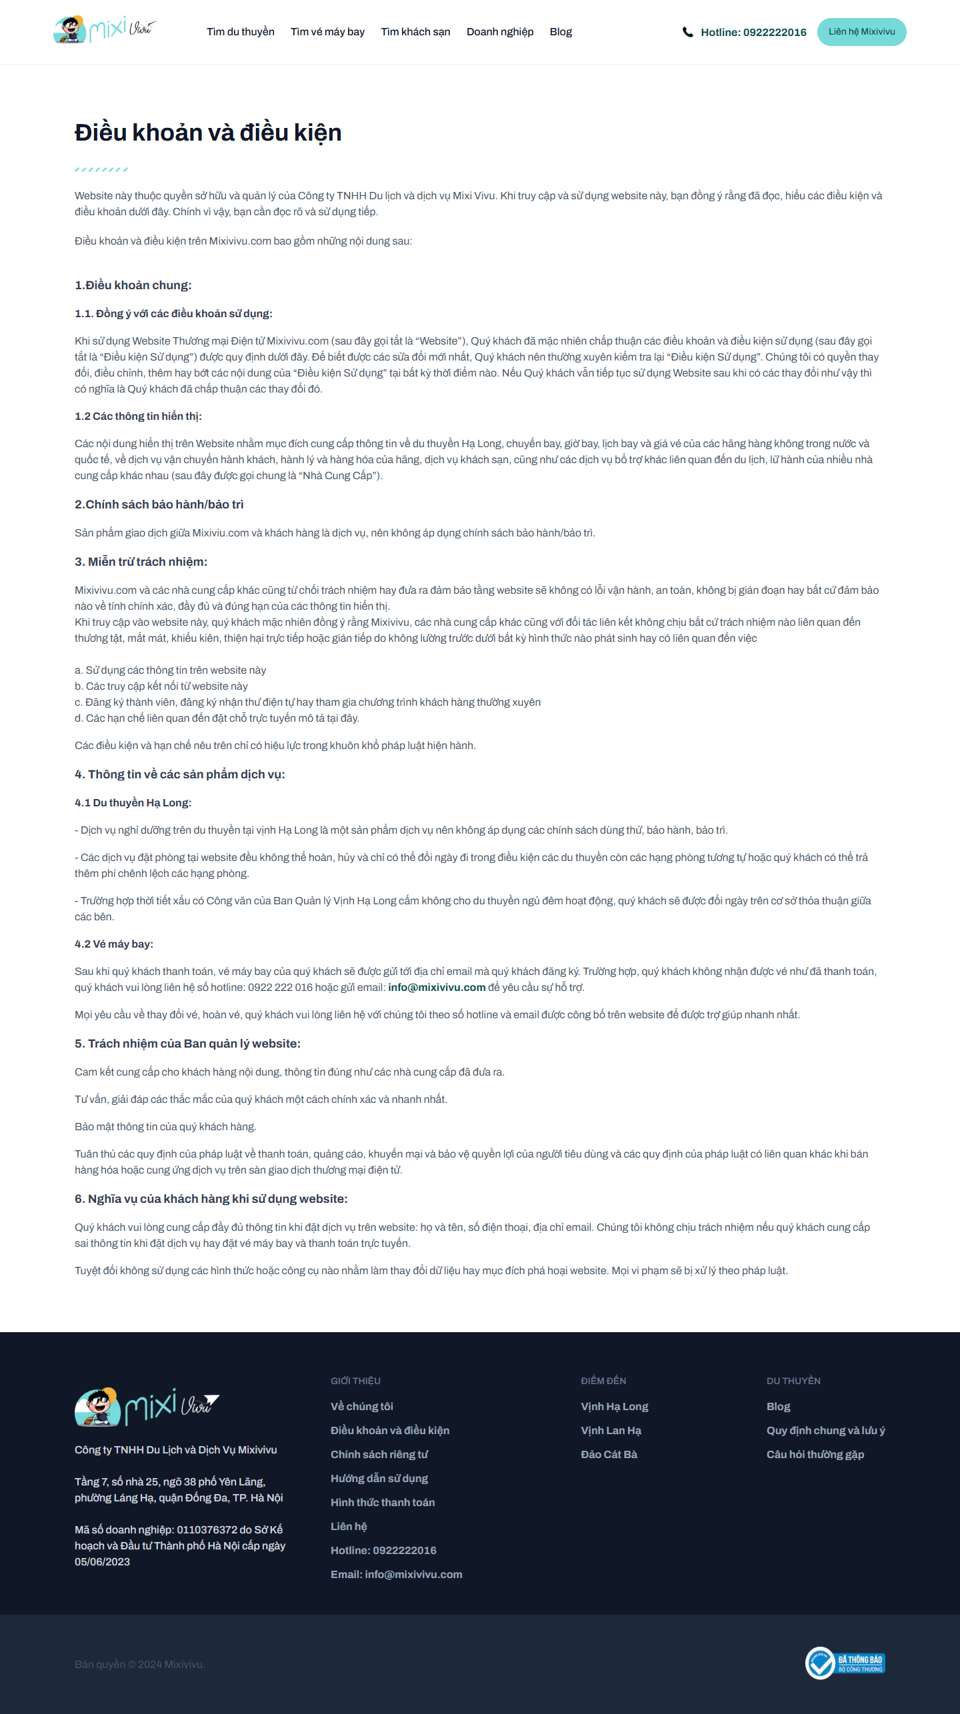 mixi Vivu
Tìm du thuyền Tìm vé máy bay Tìm khách sạn Doanh nghiệp Blog
Hotline: 0922222016
Liên hệ Mixivivu
Điều khoản và điều kiện
Website này thuộc quyền sở hữu và quản lý của Công ty TNHH Du lịch và dịch vụ Mixi Vivu. Khi truy cập và sử dụng website này, bạn đồng ý rằng đã đọc, hiểu các điều kiện và
điều khoản dưới đây. Chính vì vậy, bạn cần đọc rõ và sử dụng tiếp.
Điều khoản và điều kiện trên Mixivivu.com bao gồm những nội dung sau:
1.Điều khoản chung:
1.1. Đồng ý với các điều khoản sử dụng:
Khi sử dụng Website Thương mại Điện tử Mixivivu.com (sau đây gọi tắt là “Website”), Quý khách đã mặc nhiên chấp thuận các điều khoản và điều kiện sử dụng (sau đây gọi
tắt là “Điều kiện Sử dụng”) được quy định dưới đây. Để biết được các sửa đổi mới nhất, Quý khách nên thường xuyên kiểm tra lại “Điều kiện Sử dụng”. Chúng tôi có quyền thay
đổi, điều chỉnh, thêm hay bớt các nội dung của “Điều kiện Sử dụng” tại bất kỳ thời điểm nào. Nếu Quý khách vẫn tiếp tục sử dụng Website sau khi có các thay đổi như vậy thì
có nghĩa là Quý khách đã chấp thuận các thay đổi đó.
1.2 Các thông tin hiển thị:
Các nội dung hiển thị trên Website nhằm mục đích cung cấp thông tin về du thuyền Hạ Long, chuyến bay, giờ bay, lịch bay và giá vé của các hãng hàng không trong nước và
quốc tế, về dịch vụ vận chuyển hành khách, hành lý và hàng hóa của hãng, dịch vụ khách sạn, cũng như các dịch vụ bổ trợ khác liên quan đến du lịch, lữ hành của nhiều nhà
cung cấp khác nhau (sau đây được gọi chung là “Nhà Cung Cấp”).
2.Chính sách bảo hành/bảo trì
Sản phẩm giao dịch giữa Mixiviu.com và khách hàng là dịch vụ, nên không áp dụng chính sách bảo hành/bảo trì.
3. Miễn trừ trách nhiệm:
Mixivivu.com và các nhà cung cấp khác cũng từ chối trách nhiệm hay đưa ra đảm bảo tằng website sẽ không có lỗi vận hành, an toàn, không bị gián đoạn hay bất cứ đảm bảo
nào về tính chính xác, đầy đủ và đúng hạn của các thông tin hiển thị.
Khi truy cập vào website này, quý khách mặc nhiên đồng ý rằng Mixivivu, các nhà cung cấp khác cũng với đối tác liên kết không chịu bất cứ trách nhiệm nào liên quan đến
thương tật, mất mát, khiếu kiên, thiện hại trực tiếp hoặc gián tiếp do không lường trước dưới bất kỳ hình thức nào phát sinh hay có liên quan đến việc
a. Sử dụng các thông tin trên website này
b. Các truy cập kết nối từ website này
c. Đăng ký thành viên, đăng ký nhận thư điện tự hay tham gia chương trình khách hàng thường xuyên
d. Các hạn chế liên quan đến đặt chỗ trực tuyến mô tả tại đây.
Các điều kiện và hạn chế nêu trên chỉ có hiệu lực trong khuôn khổ pháp luật hiện hành.
4. Thông tin về các sản phẩm dịch vụ:
4.1 Du thuyền Hạ Long:
- Dịch vụ nghỉ dưỡng trên du thuyền tại vịnh Hạ Long là một sản phẩm dịch vụ nên không áp dụng các chính sách dùng thử, bảo hành, bảo trì.
- Các dịch vụ đặt phòng tại website đều không thể hoàn, hủy và chỉ có thể đổi ngày đi trong điều kiện các du thuyền còn các hạng phòng tương tự hoặc quý khách có thể trả
thêm phí chênh lệch các hạng phòng.
- Trường hợp thời tiết xấu có Công văn của Ban Quản lý Vịnh Hạ Long cấm không cho du thuyền ngủ đêm hoạt động, quý khách sẽ được đổi ngày trên cơ sở thỏa thuận giữa
các bên.
4.2 Vé máy bay:
Sau khi quý khách thanh toán, vé máy bay của quý khách sẽ được gửi tới địa chỉ email mà quý khách đăng ký. Trường hợp, quý khách không nhận được vé như đã thanh toán,
quý khách vui lòng liên hệ số hotline: 0922 222 016 hoặc gửi email: info@mixivivu.com để yêu cầu sự hỗ trợ.
Mọi yêu cầu về thay đổi vé, hoàn vé, quý khách vui lòng liên hệ với chúng tôi theo số hotline và email được công bố trên website để được trợ giúp nhanh nhất.
5. Trách nhiệm của Ban quản lý website:
Cam kết cung cấp cho khách hàng nội dung, thông tin đúng như các nhà cung cấp đã đưa ra.
Tư vấn, giải đáp các thắc mắc của quý khách một cách chính xác và nhanh nhất.
Bảo mật thông tin của quý khách hàng.
Tuân thủ các quy định của pháp luật về thanh toán, quảng cáo, khuyến mại và bảo vệ quyền lợi của người tiêu dùng và các quy định của pháp luật có liên quan khác khi bán
hàng hóa hoặc cung ứng dịch vụ trên sàn giao dịch thương mại điện tử.
6. Nghĩa vụ của khách hàng khi sử dụng website:
Quý khách vui lòng cung cấp đầy đủ thông tin khi đặt dịch vụ trên website: họ và tên, số điện thoại, địa chỉ email. Chúng tôi không chịu trách nhiệm nếu quý khách cung cấp
sai thông tin khi đặt dịch vụ hay đặt vé máy bay và thanh toán trực tuyến.
Tuyệt đối không sử dụng các hình thức hoặc công cụ nào nhằm làm thay đổi dữ liệu hay mục đích phá hoại website. Mọi vi phạm sẽ bị xử lý theo pháp luật.
mixi Vivu
Công ty TNHH Du Lịch và Dịch Vụ Mixivivu
Tầng 7, số nhà 25, ngõ 38 phố Yên Lãng,
phường Láng Hạ, quận Đống Đa, TP. Hà Nội
Mã số doanh nghiệp: 0110376372 do Sở Kế
hoạch và Đầu tư Thành phố Hà Nội cấp ngày
05/06/2023
GIỚI THIỆU
Về chúng tôi
Điều khoản và điều kiện
Chính sách riêng tư
Hướng dẫn sử dụng
Hình thức thanh toán
Liên hệ
Hotline: 0922222016
Email: info@mixivivu.com
ĐIỂM ĐẾN
Vịnh Hạ Long
Vịnh Lan Hạ
Đảo Cát Bà
DU THUYỀN
Blog
Quy định chung và lưu ý
Câu hỏi thường gặp
Bản quyền © 2024 Mixivivu.
ĐÃ THÔNG BÁO
BỘ CÔNG THƯƠNG